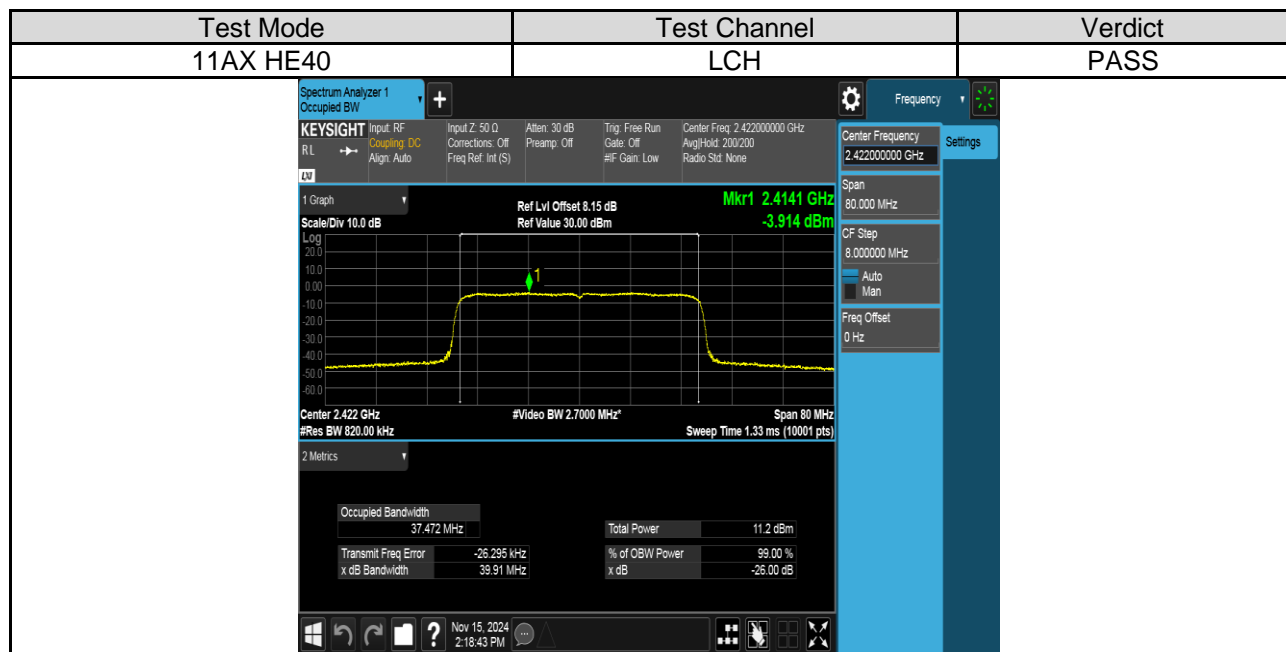 Test Mode Test Channel Verdict
11AX HE40 LCH PASS
Spectrum Analyzer 1
Occupied BW
+
Frequency
KEYSIGHT Input: RF Input Z: 50 Ω Atten: 30 dB Trig: Free Run Center Freq: 2.422000000 GHz
RL Coupling: DC Corrections: Off Preamp: Off Gate: Off Avg|Hold: 200/200
Align: Auto Freq Ref: Int (S) #IF Gain: Low Radio Std: None
LXI
Center Frequency
2.422000000 GHz
Settings
Span
80.000 MHz
CF Step
8.000000 MHz
Auto
Man
Freq Offset
0 Hz
1 Graph
Ref Lvl Offset 8.15 dB
Mkr1 2.4141 GHz
Scale/Div 10.0 dB
Ref Value 30.00 dBm
-3.914 dBm
Log
20.0
10.0
0.00
-10.0
-20.0
-30.0
-40.0
-50.0
-60.0
1
Center 2.422 GHz #Video BW 2.7000 MHz* Span 80 MHz
#Res BW 820.00 kHz Sweep Time 1.33 ms (10001 pts)
2 Metrics
Occupied Bandwidth
37.472 MHz Total Power 11.2 dBm
Transmit Freq Error -26.295 kHz % of OBW Power 99.00 %
x dB Bandwidth 39.91 MHz x dB -26.00 dB
?
Nov 15, 2024
2:18:43 PM